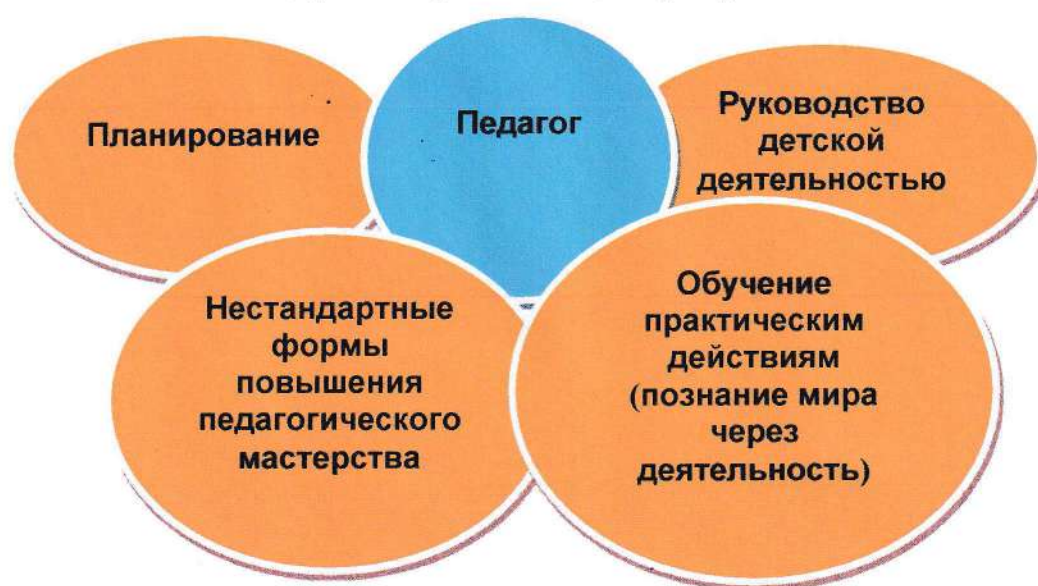 Планирование
Педагог
Руководство
детской
деятельностью
Нестандартные
формы
повышения
педагогического
мастерства
Обучение
практическим
действиям
(познание мира
через
деятельность)